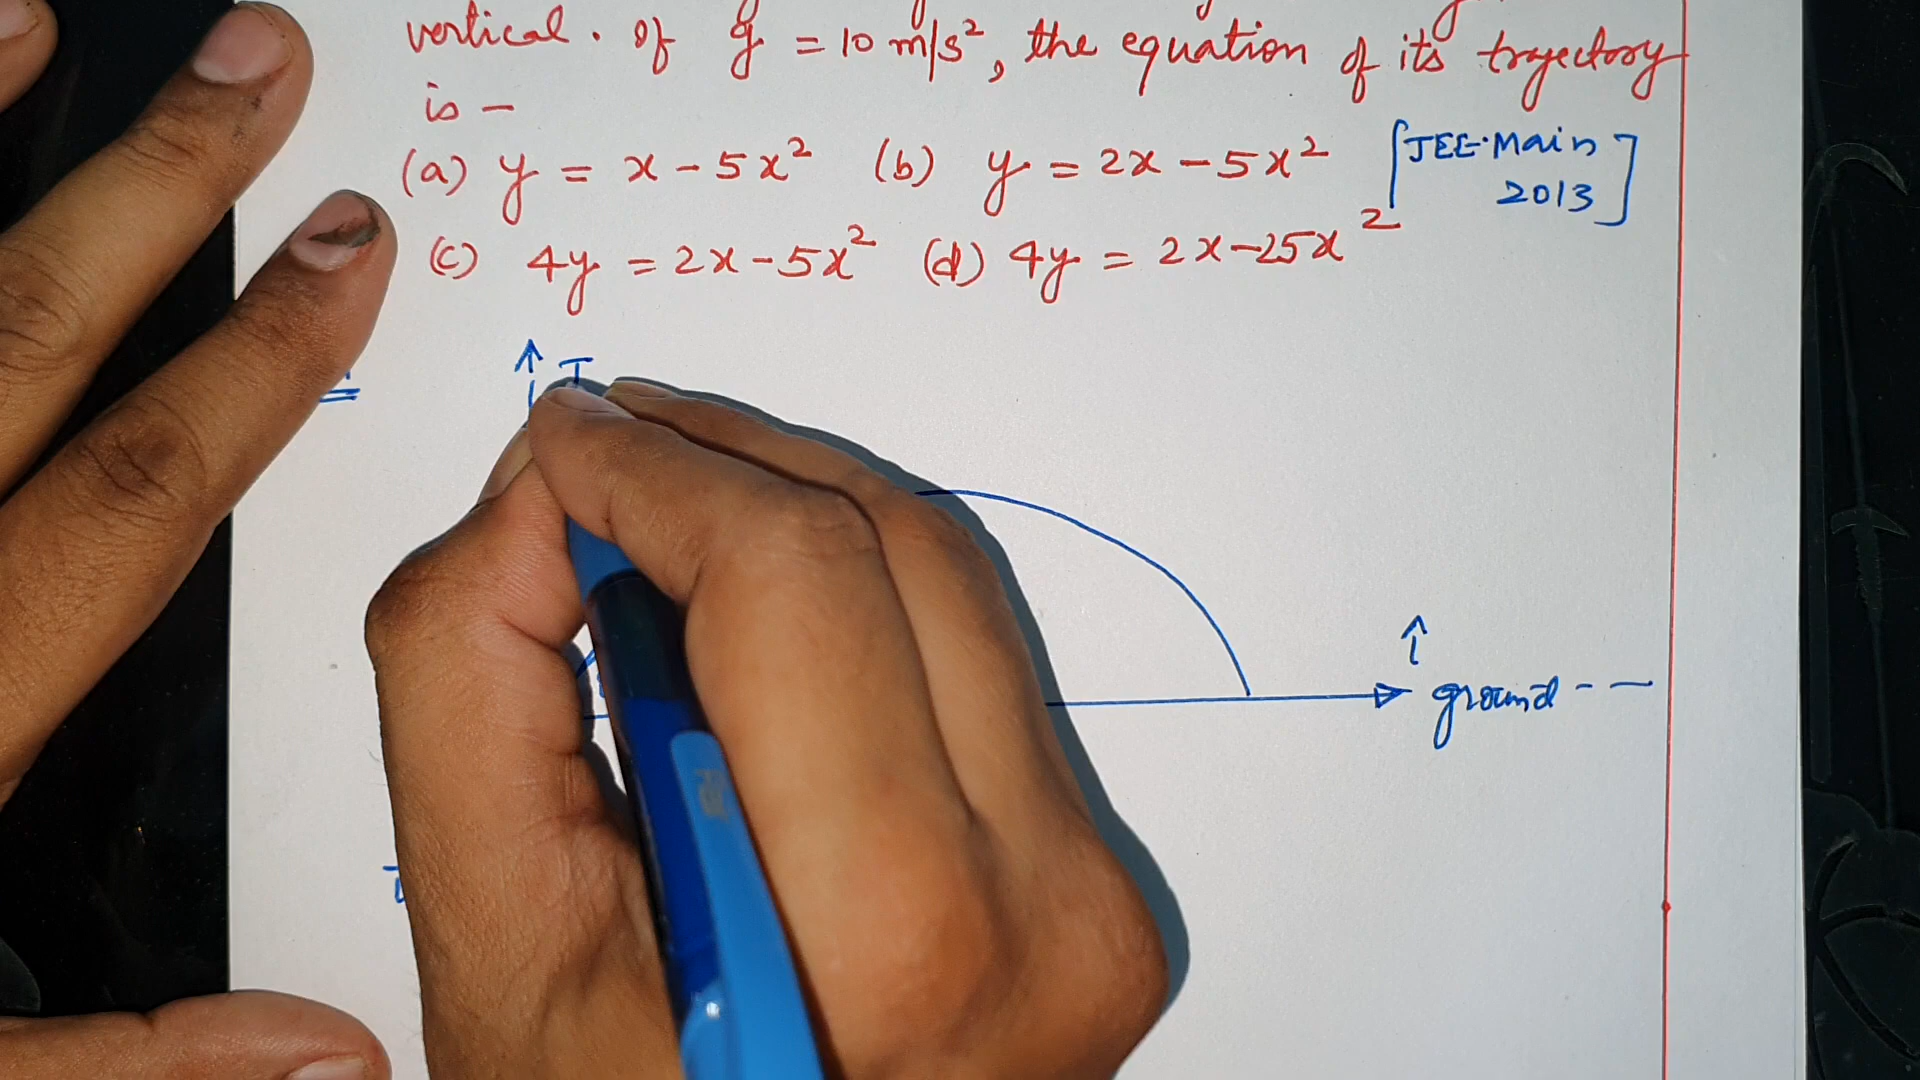 vertical. If g = 10 m/s², the equation of its trajectory
is —
(a) y = x - 5x² (b) y = 2x - 5x² [JEE-Main 2013]
(c) 4y = 2x - 5x² (d) 4y = 2x - 25x²
ground